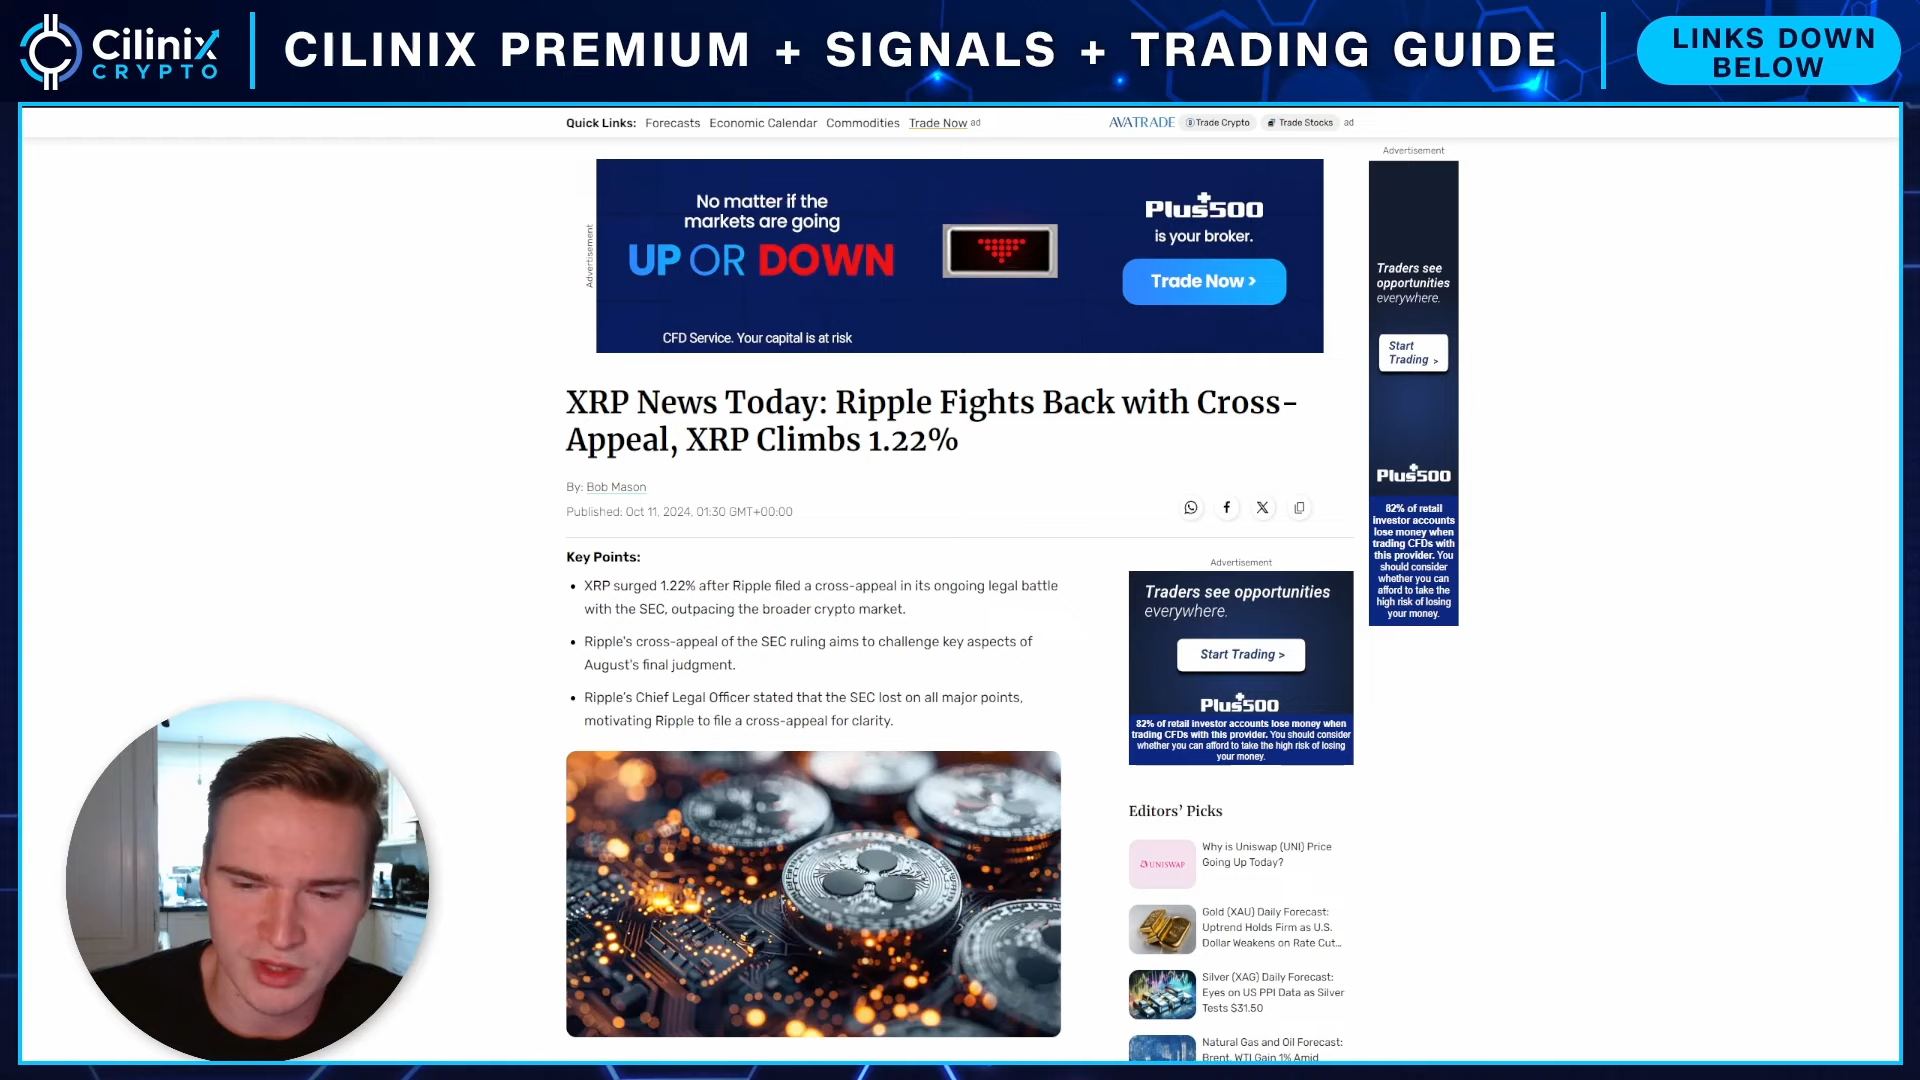 Cilinix
CRYPTO
CILINIX PREMIUM + SIGNALS + TRADING GUIDE
LINKS DOWN
BELOW
Quick Links: Forecasts Economic Calendar Commodities Trade Now ad
AVATRADE Trade Crypto Trade Stocks ad
Advertisement
No matter if the
markets are going
UP OR DOWN
CFD Service. Your capital is at risk
Plus500
is your broker.
Trade Now >
Advertisement
Traders see
opportunities
everywhere.
Start
Trading >
Plus500
82% of retail
investor accounts
lose money when
trading CFDs with
this provider. You
should consider
whether you can
afford to take the
high risk of losing
your money.
XRP News Today: Ripple Fights Back with Cross-
Appeal, XRP Climbs 1.22%
By: Bob Mason
Published: Oct 11, 2024, 01:30 GMT+00:00
Key Points:
• XRP surged 1.22% after Ripple filed a cross-appeal in its ongoing legal battle
with the SEC, outpacing the broader crypto market.
• Ripple's cross-appeal of the SEC ruling aims to challenge key aspects of
August's final judgment.
• Ripple's Chief Legal Officer stated that the SEC lost on all major points,
motivating Ripple to file a cross-appeal for clarity.
Advertisement
Traders see opportunities
everywhere.
Start Trading >
Plus500
82% of retail investor accounts lose money when
trading CFDs with this provider. You should consider
whether you can afford to take the high risk of losing
your money.
Editors' Picks
UNISWAP
Why is Uniswap (UNI) Price
Going Up Today?
Gold (XAU) Daily Forecast:
Uptrend Holds Firm as U.S.
Dollar Weakens on Rate Cut...
Silver (XAG) Daily Forecast:
Eyes on US PPI Data as Silver
Tests $31.50
Natural Gas and Oil Forecast:
Brent, WTI Gain 1% Amid